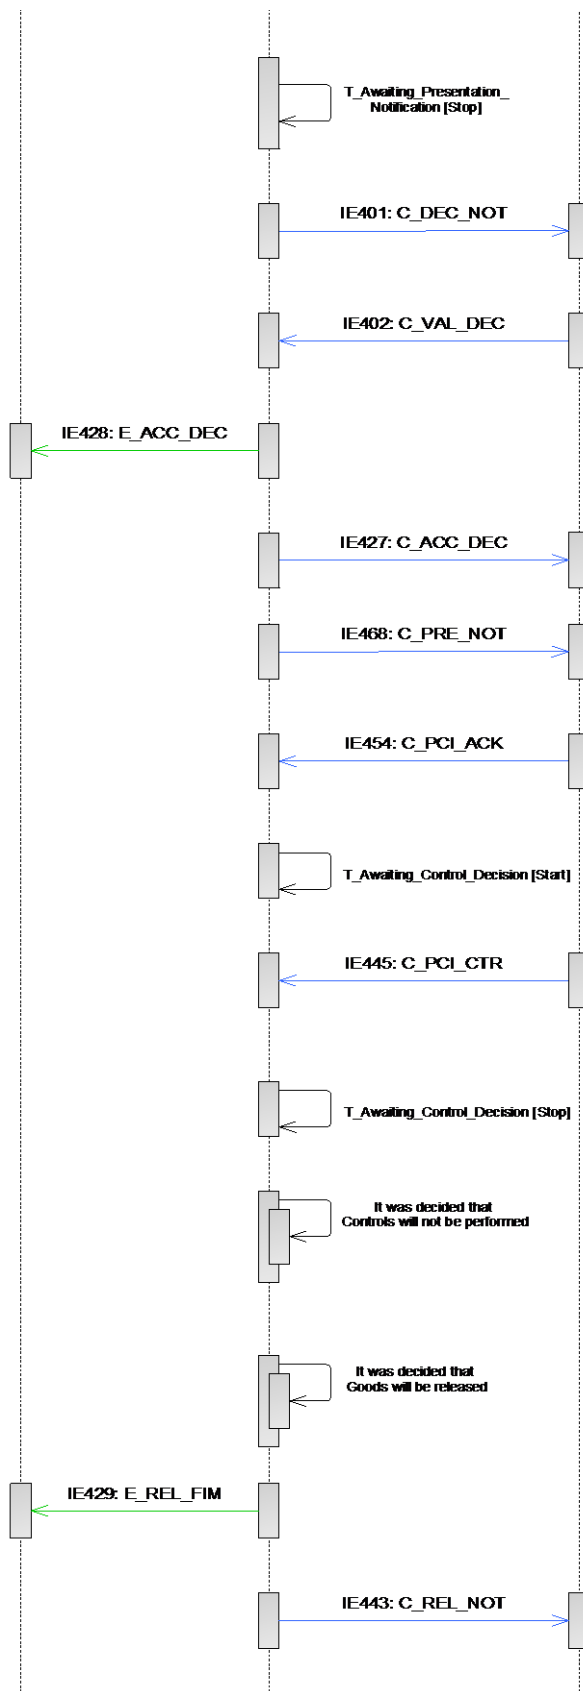 T_Awaiting_Presentation_
Notification [Stop]
IE401: C_DEC_NOT
IE402: C_VAL_DEC
IE428: E_ACC_DEC
IE427: C_ACC_DEC
IE468: C_PRE_NOT
IE454: C_PCI_ACK
T_Awaiting_Control_Decision [Start]
IE445: C_PCI_CTR
T_Awaiting_Control_Decision [Stop]
It was decided that
Controls will not be performed
It was decided that
Goods will be released
IE429: E_REL_FIM
IE443: C_REL_NOT